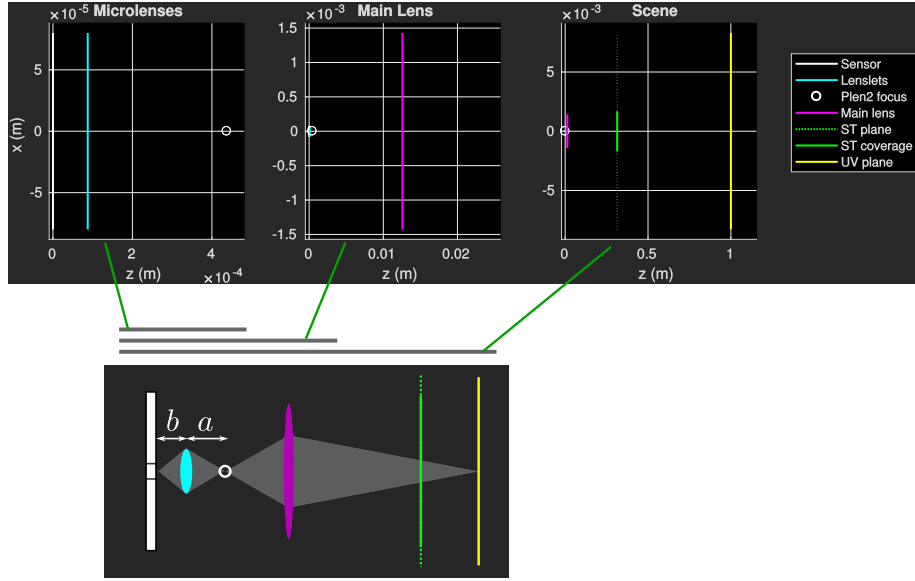 ×10⁻⁵ Microlenses
5
0
-5
x (m)
0 2 4
z (m)
×10⁻⁴
×10⁻³ Main Lens
1.5
1
0.5
0
-0.5
-1
-1.5
0 0.01 0.02
z (m)
×10⁻³ Scene
5
0
-5
0 0.5 1
z (m)
Sensor
Lenslets
Plen2 focus
Main lens
ST plane
ST coverage
UV plane
b a